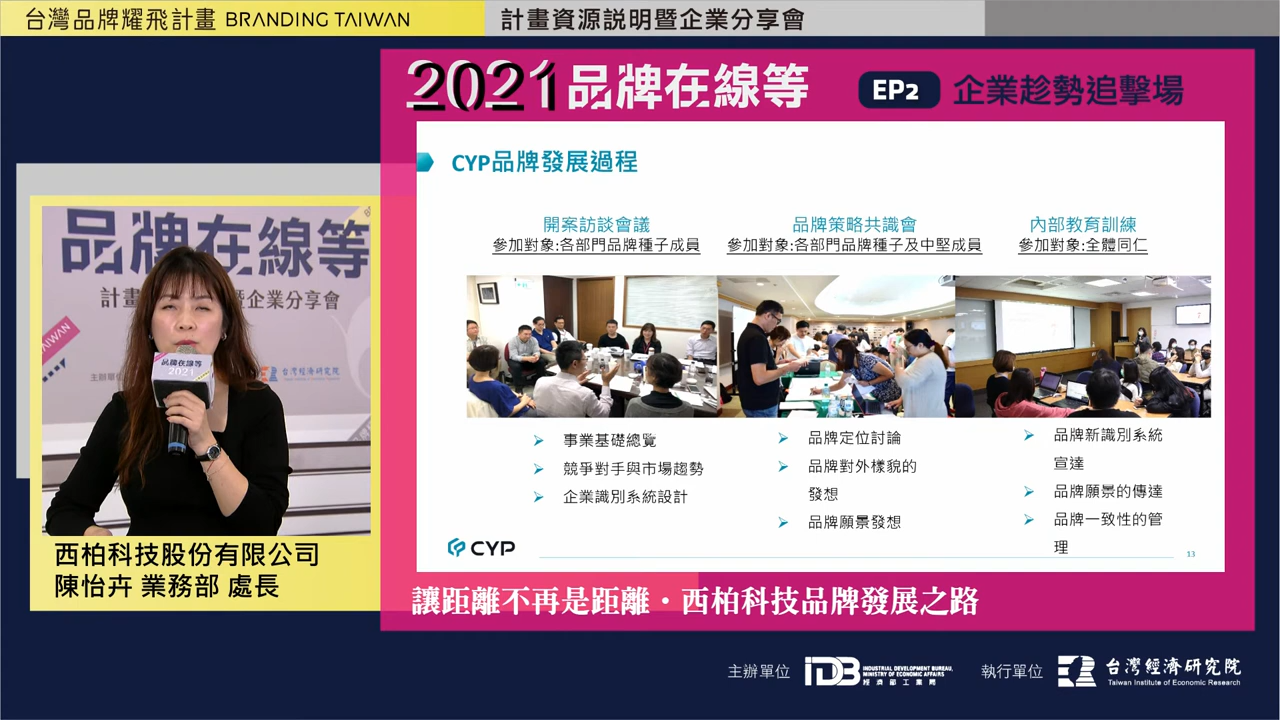 台灣品牌耀飛計畫 BRANDING TAIWAN
計畫資源説明暨企業分享會
2021品牌在線等
EP2 企業趁勢追擊場
CYP品牌發展過程
開案訪談會議
參加對象:各部門品牌種子成員
品牌策略共識會
參加對象:各部門品牌種子及中堅成員
內部教育訓練
參加對象:全體同仁
事業基礎總覽
競爭對手與市場趨勢
企業識別系統設計
品牌定位討論
品牌對外樣貌的
發想
品牌願景發想
品牌新識別系統
宣達
品牌願景的傳達
品牌一致性的管
理
CYP
13
品牌在線等
計畫
暨企業分享會
TAIWAN
主辦單位
台灣經濟研究院
品牌在線等
2021
西柏科技股份有限公司
陳怡卉 業務部 處長
讓距離不再是距離・西柏科技品牌發展之路
主辦單位
IDB
INDUSTRIAL DEVELOPMENT BUREAU,
MINISTRY OF ECONOMIC AFFAIRS
經濟部工業局
執行單位
台灣經濟研究院
Taiwan Institute of Economic Research